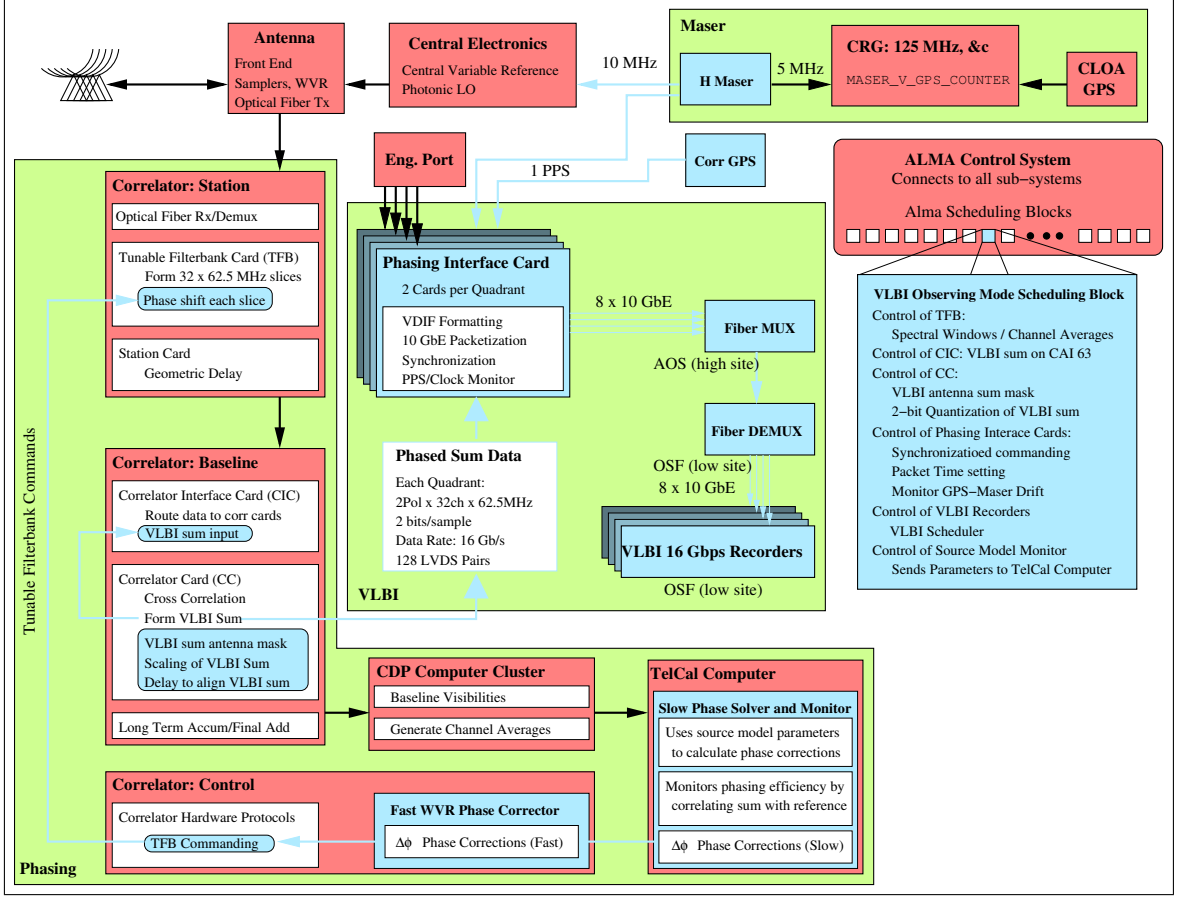 Maser
Antenna
Front End
Samplers, WVR
Optical Fiber Tx
Central Electronics
Central Variable Reference
Photonic LO
10 MHz
H Maser
5 MHz
CRG: 125 MHz, &c
MASER_V_GPS_COUNTER
CLOA
GPS
Eng. Port
1 PPS
Corr GPS
ALMA Control System
Connects to all sub−systems
Alma Scheduling Blocks
Correlator: Station
Optical Fiber Rx/Demux
Tunable Filterbank Card (TFB)
Form 32 x 62.5 MHz slices
Phase shift each slice
Station Card
Geometric Delay
Phasing Interface Card
2 Cards per Quadrant
VDIF Formatting
10 GbE Packetization
Synchronization
PPS/Clock Monitor
8 x 10 GbE
Fiber MUX
AOS (high site)
Fiber DEMUX
OSF (low site)
8 x 10 GbE
VLBI 16 Gbps Recorders
OSF (low site)
VLBI
Phased Sum Data
Each Quadrant:
2Pol x 32ch x 62.5MHz
2 bits/sample
Data Rate: 16 Gb/s
128 LVDS Pairs
VLBI Observing Mode Scheduling Block
Control of TFB:
Spectral Windows / Channel Averages
Control of CIC: VLBI sum on CAI 63
Control of CC:
VLBI antenna sum mask
2−bit Quantization of VLBI sum
Control of Phasing Interace Cards:
Synchronizatioed commanding
Packet Time setting
Monitor GPS−Maser Drift
Control of VLBI Recorders
VLBI Scheduler
Control of Source Model Monitor
Sends Parameters to TelCal Computer
Tunable Filterbank Commands
Correlator: Baseline
Correlator Interface Card (CIC)
Route data to corr cards
VLBI sum input
Correlator Card (CC)
Cross Correlation
Form VLBI Sum
VLBI sum antenna mask
Scaling of VLBI Sum
Delay to align VLBI sum
Long Term Accum/Final Add
CDP Computer Cluster
Baseline Visibilities
Generate Channel Averages
TelCal Computer
Slow Phase Solver and Monitor
Uses source model parameters
to calculate phase corrections
Monitors phasing efficiency by
correlating sum with reference
Δϕ Phase Corrections (Slow)
Correlator: Control
Correlator Hardware Protocols
TFB Commanding
Fast WVR Phase Corrector
Δϕ Phase Corrections (Fast)
Phasing